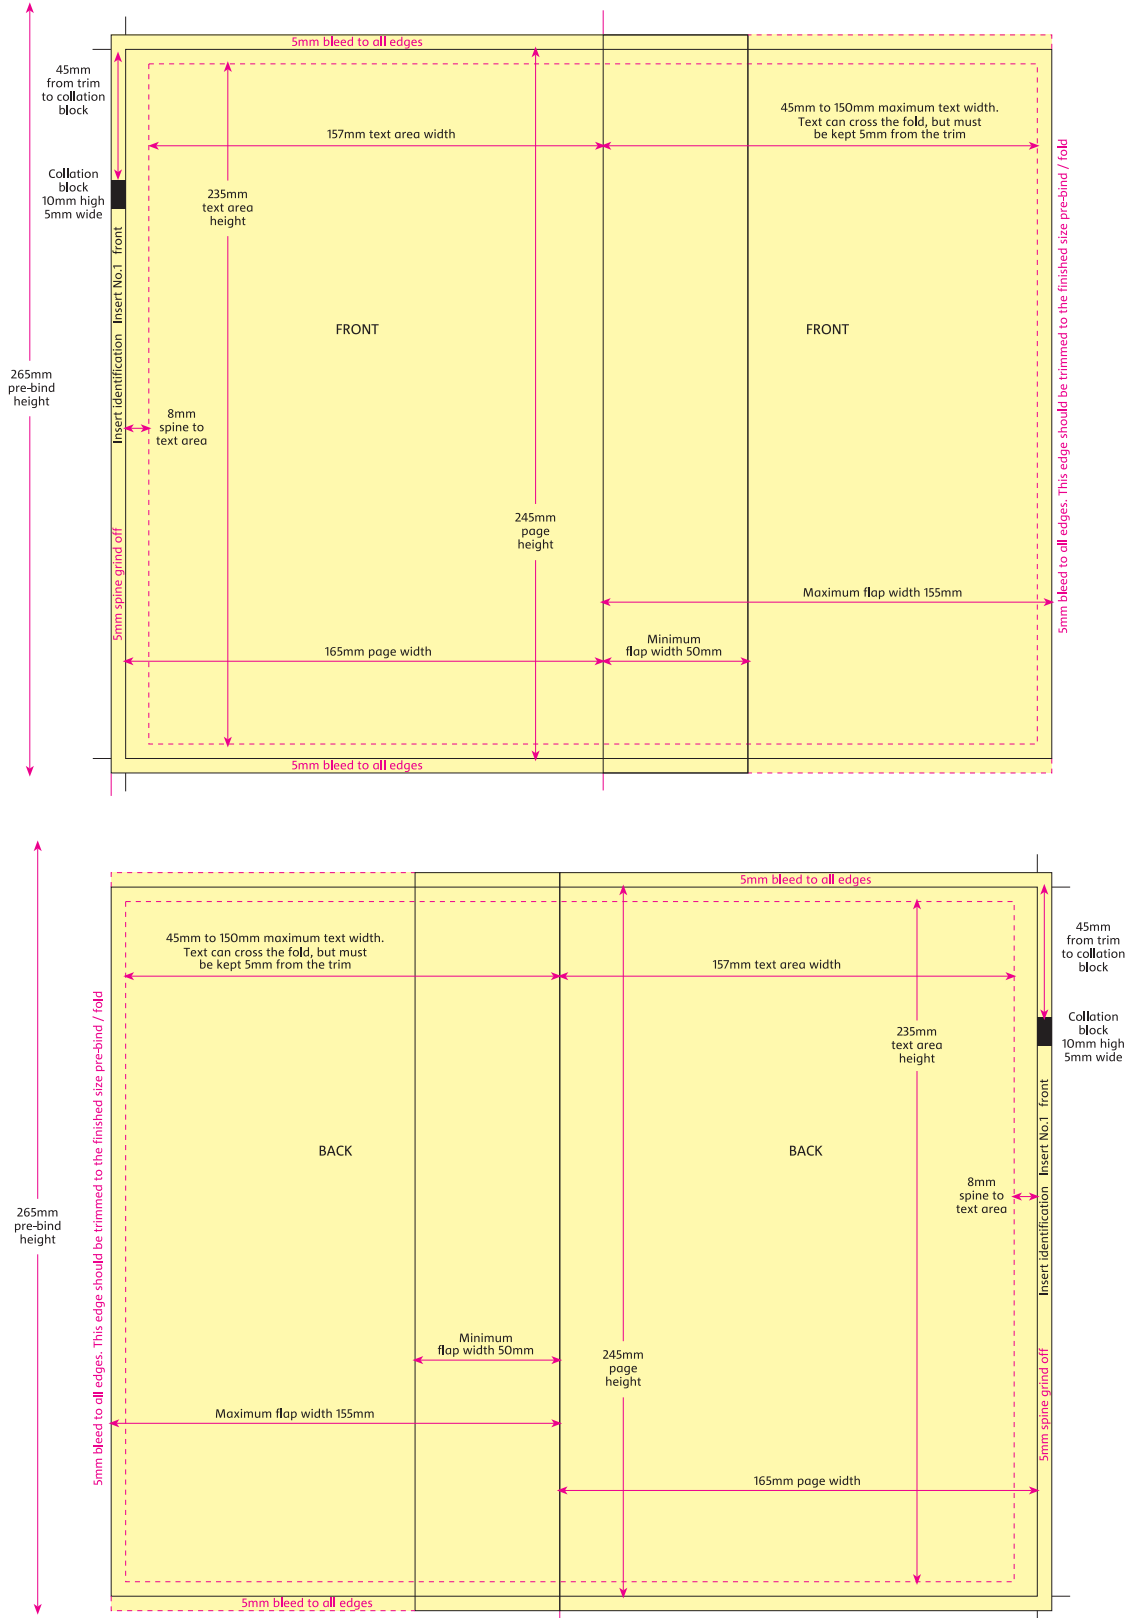 5mm bleed to all edges
45mm
from trim
to collation
block
45mm to 150mm maximum text width.
Text can cross the fold, but must
be kept 5mm from the trim
157mm text area width
Collation
block
10mm high
5mm wide
235mm
text area
height
Insert identification Insert No.1 front
5mm bleed to all edges. This edge should be trimmed to the finished size pre-bind / fold
FRONT
FRONT
265mm
pre-bind
height
8mm
spine to
text area
245mm
page
height
5mm spine grind off
Maximum flap width 155mm
Minimum
flap width 50mm
165mm page width
5mm bleed to all edges
5mm bleed to all edges
45mm to 150mm maximum text width.
Text can cross the fold, but must
be kept 5mm from the trim
157mm text area width
45mm
from trim
to collation
block
5mm bleed to all edges. This edge should be trimmed to the finished size pre-bind / fold
235mm
text area
height
Collation
block
10mm high
5mm wide
Insert identification Insert No.1 front
BACK
BACK
8mm
spine to
text area
265mm
pre-bind
height
Minimum
flap width 50mm
245mm
page
height
5mm spine grind off
Maximum flap width 155mm
165mm page width
5mm bleed to all edges